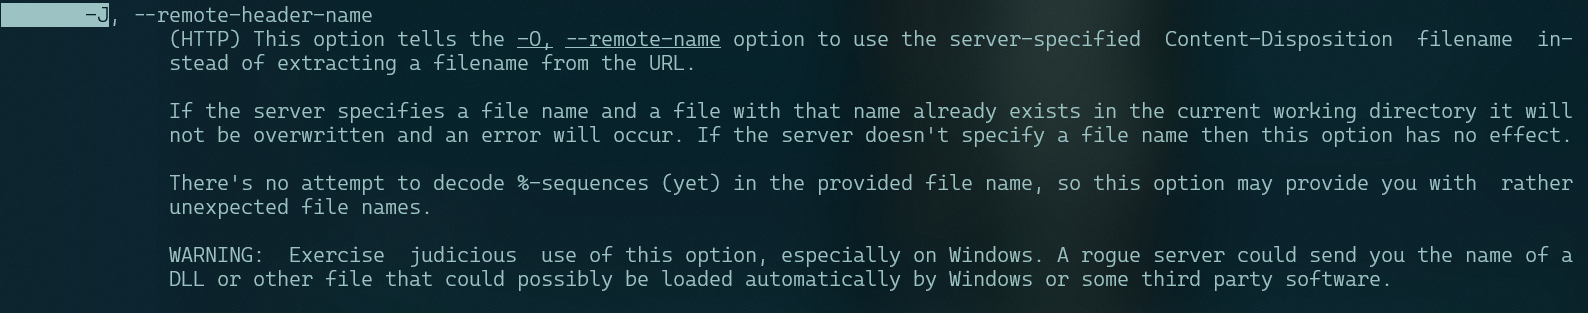 -J, --remote-header-name
(HTTP) This option tells the -O, --remote-name option to use the server-specified  Content-Disposition  filename  in-
stead of extracting a filename from the URL.
If the server specifies a file name and a file with that name already exists in the current working directory it will
not be overwritten and an error will occur. If the server doesn't specify a file name then this option has no effect.
There's no attempt to decode %-sequences (yet) in the provided file name, so this option may provide you with  rather
unexpected file names.
WARNING:  Exercise  judicious  use of this option, especially on Windows. A rogue server could send you the name of a
DLL or other file that could possibly be loaded automatically by Windows or some third party software.